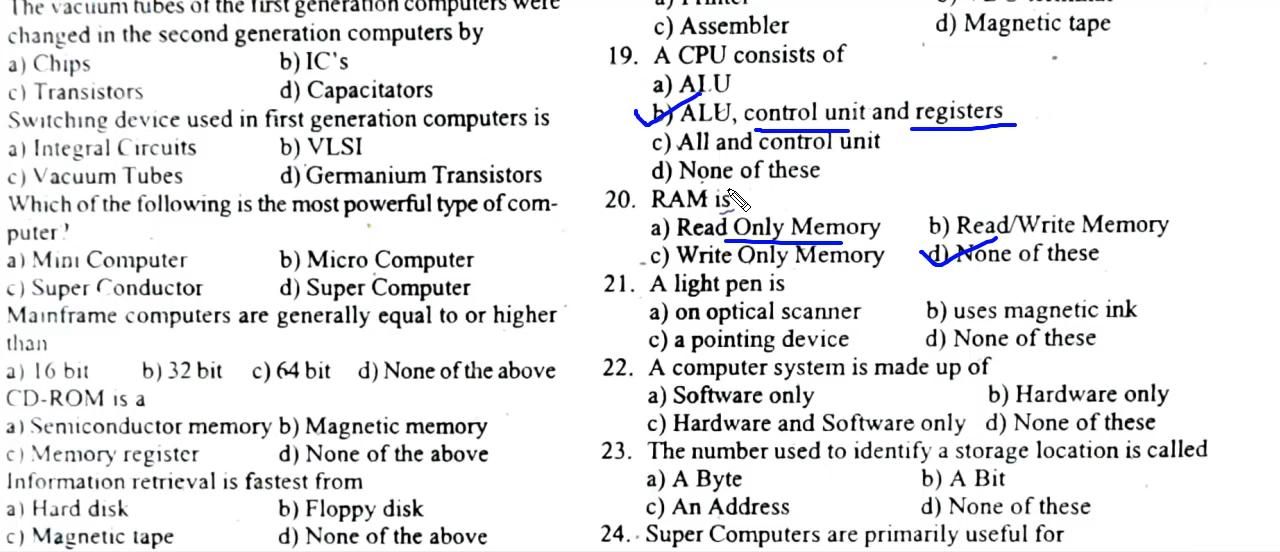 The vacuum tubes of the first generation computers were
changed in the second generation computers by
a) Chips b) IC's
c) Transistors d) Capacitators
Switching device used in first generation computers is
a) Integral Circuits b) VLSI
c) Vacuum Tubes d) Germanium Transistors
Which of the following is the most powerful type of com-
puter?
a) Mini Computer b) Micro Computer
c) Super Conductor d) Super Computer
Mainframe computers are generally equal to or higher
than
a) 16 bit b) 32 bit c) 64 bit d) None of the above
CD-ROM is a
a) Semiconductor memory b) Magnetic memory
c) Memory register d) None of the above
Information retrieval is fastest from
a) Hard disk b) Floppy disk
c) Magnetic tape d) None of the above
c) Assembler d) Magnetic tape
19. A CPU consists of
a) ALU
b) ALU, control unit and registers
c) All and control unit
d) None of these
20. RAM is
a) Read Only Memory b) Read/Write Memory
c) Write Only Memory d) None of these
21. A light pen is
a) on optical scanner b) uses magnetic ink
c) a pointing device d) None of these
22. A computer system is made up of
a) Software only b) Hardware only
c) Hardware and Software only d) None of these
23. The number used to identify a storage location is called
a) A Byte b) A Bit
c) An Address d) None of these
24. Super Computers are primarily useful for